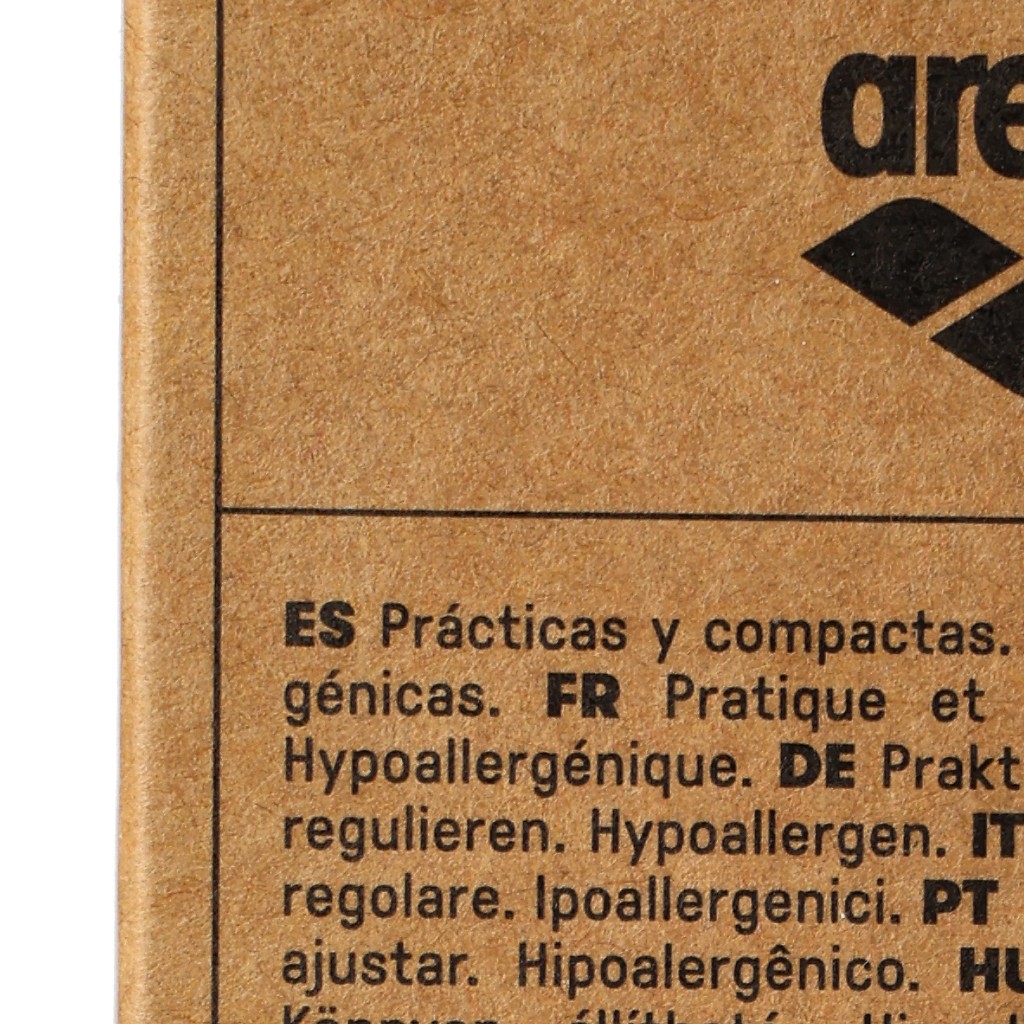 are
ES Prácticas y compactas.
génicas. FR Pratique et
Hypoallergénique. DE Prakt
regulieren. Hypoallergen. IT
regolare. Ipoallergenici. PT
ajustar. Hipoalergênico. HU